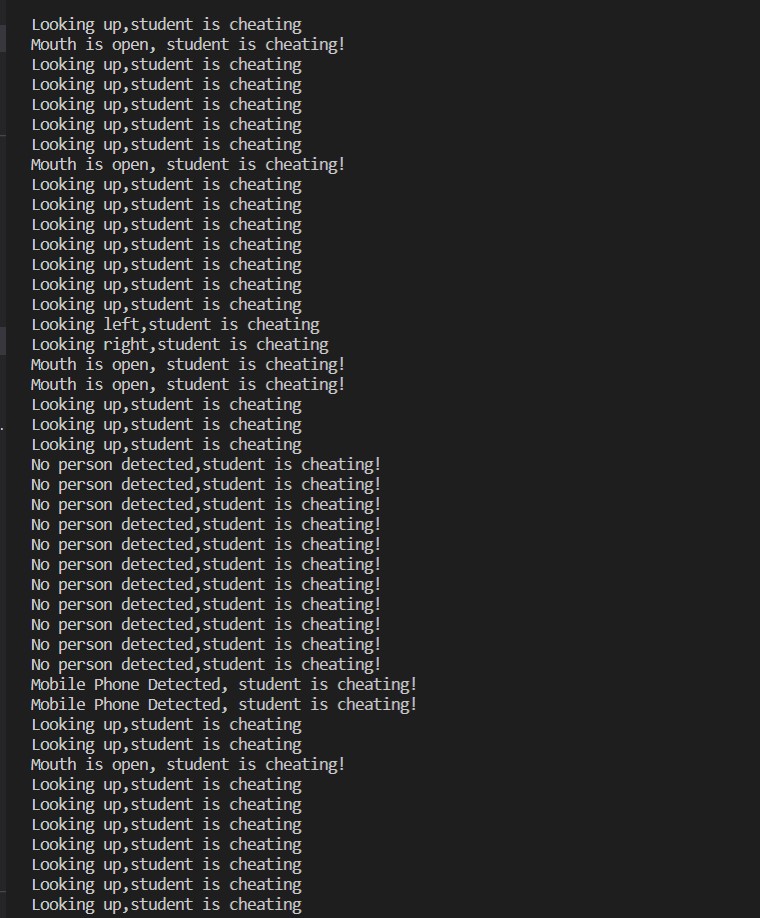 Looking up,student is cheating
Mouth is open, student is cheating!
Looking up,student is cheating
Looking up,student is cheating
Looking up,student is cheating
Looking up,student is cheating
Looking up,student is cheating
Mouth is open, student is cheating!
Looking up,student is cheating
Looking up,student is cheating
Looking up,student is cheating
Looking up,student is cheating
Looking up,student is cheating
Looking up,student is cheating
Looking up,student is cheating
Looking left,student is cheating
Looking right,student is cheating
Mouth is open, student is cheating!
Mouth is open, student is cheating!
Looking up,student is cheating
Looking up,student is cheating
Looking up,student is cheating
No person detected,student is cheating!
No person detected,student is cheating!
No person detected,student is cheating!
No person detected,student is cheating!
No person detected,student is cheating!
No person detected,student is cheating!
No person detected,student is cheating!
No person detected,student is cheating!
No person detected,student is cheating!
No person detected,student is cheating!
No person detected,student is cheating!
Mobile Phone Detected, student is cheating!
Mobile Phone Detected, student is cheating!
Looking up,student is cheating
Looking up,student is cheating
Mouth is open, student is cheating!
Looking up,student is cheating
Looking up,student is cheating
Looking up,student is cheating
Looking up,student is cheating
Looking up,student is cheating
Looking up,student is cheating
Looking up,student is cheating